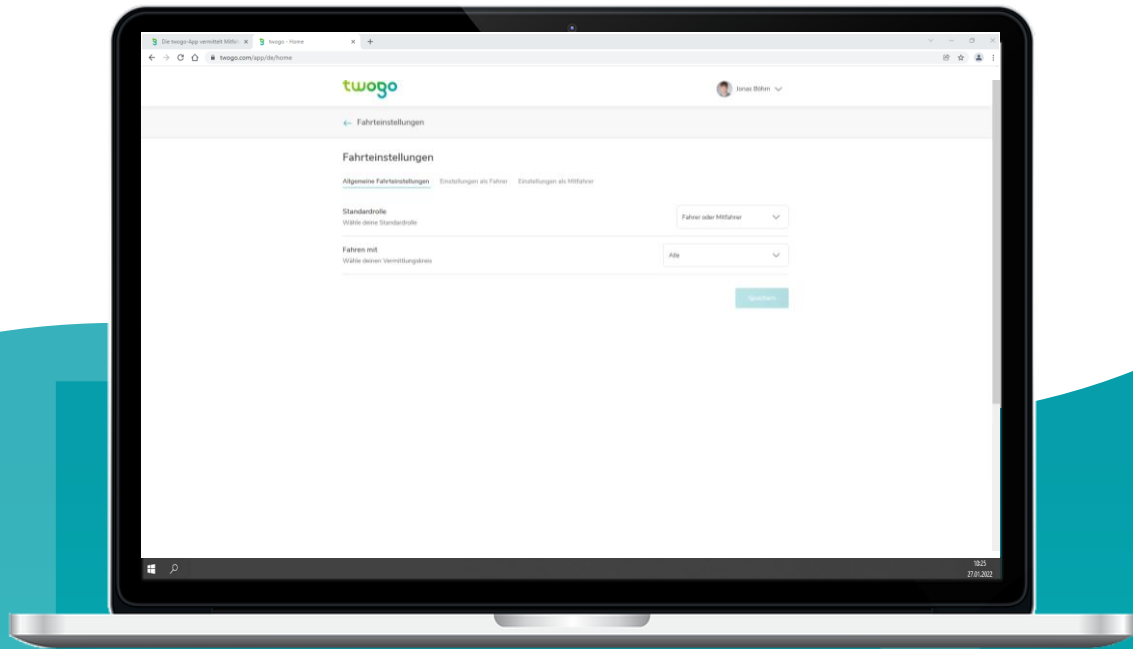 Die twogo-App vermittelt Mitfa
twogo - Home
twogo.com/app/de/home
twogo
Jonas Böhm
Fahrteinstellungen
Fahrteinstellungen
Allgemeine Fahrteinstellungen Einstellungen als Fahrer Einstellungen als Mitfahrer
Standardrolle
Wähle deine Standardrolle
Fahrer oder Mitfahrer
Fahren mit
Wähle deinen Vermittlungskreis
Alle
Speichern
10:25
27.01.2022